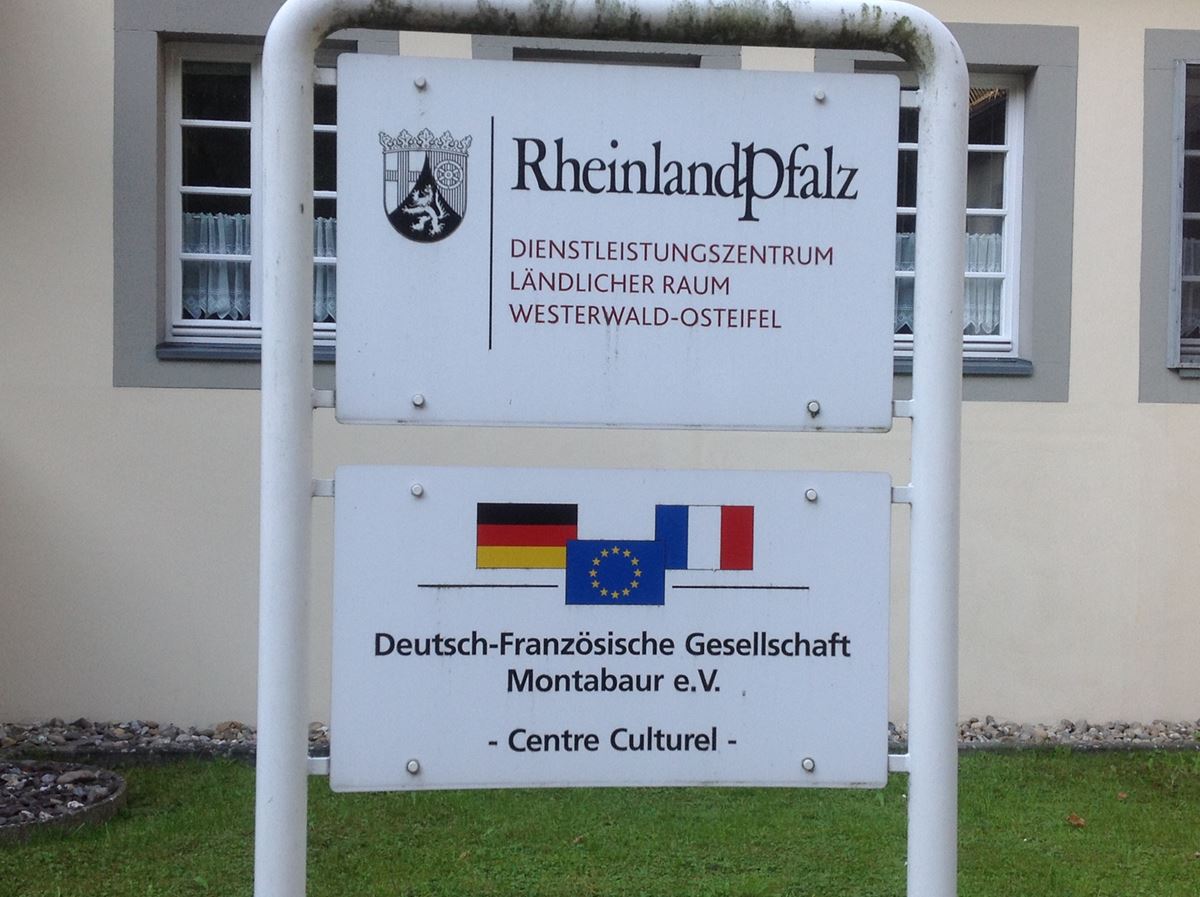 RheinlandPfalz
DIENSTLEISTUNGSZENTRUM
LÄNDLICHER RAUM
WESTERWALD-OSTEIFEL
Deutsch-Französische Gesellschaft
Montabaur e.V.
- Centre Culturel -